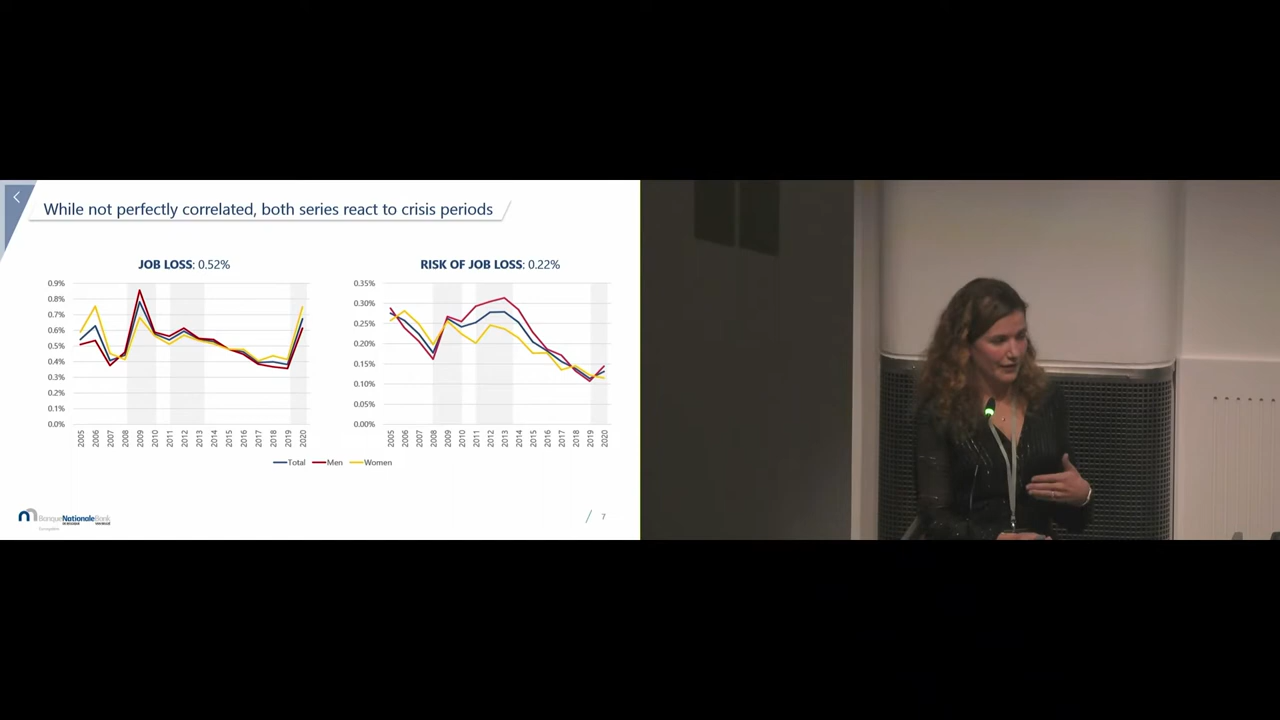 While not perfectly correlated, both series react to crisis periods
JOB LOSS: 0.52%
0.9%
0.8%
0.7%
0.6%
0.5%
0.4%
0.3%
0.2%
0.1%
0.0%
2005 2006 2007 2008 2009 2010 2011 2012 2013 2014 2015 2016 2017 2018 2019 2020
RISK OF JOB LOSS: 0.22%
0.35%
0.30%
0.25%
0.20%
0.15%
0.10%
0.05%
0.00%
2005 2006 2007 2008 2009 2010 2011 2012 2013 2014 2015 2016 2017 2018 2019 2020
Total Men Women
BanqueNationaleBank
7